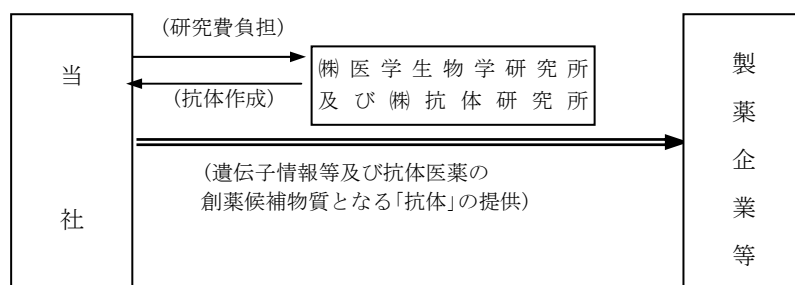 当社
(研究費負担)
㈱医学生物学研究所
及び㈱抗体研究所
(抗体作成)
(遺伝子情報等及び抗体医薬の
創薬候補物質となる｢抗体｣の提供)
製薬企業等